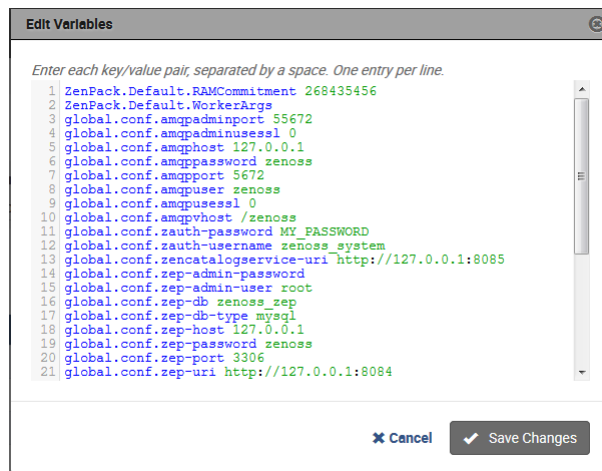 Edit Variables
Enter each key/value pair, separated by a space. One entry per line.
1 ZenPack.Default.RAMCommitment 268435456
2 ZenPack.Default.WorkerArgs
3 global.conf.amqpadminport 55672
4 global.conf.amqpadminusessl 0
5 global.conf.amqphost 127.0.0.1
6 global.conf.amqppassword zenoss
7 global.conf.amqpport 5672
8 global.conf.amqpuser zenoss
9 global.conf.amqpusessl 0
10 global.conf.amqpvhost /zenoss
11 global.conf.zauth-password MY_PASSWORD
12 global.conf.zauth-username zenoss_system
13 global.conf.zencatalogservice-uri http://127.0.0.1:8085
14 global.conf.zep-admin-password
15 global.conf.zep-admin-user root
16 global.conf.zep-db zenoss_zep
17 global.conf.zep-db-type mysql
18 global.conf.zep-host 127.0.0.1
19 global.conf.zep-password zenoss
20 global.conf.zep-port 3306
21 global.conf.zep-uri http://127.0.0.1:8084
Cancel
Save Changes